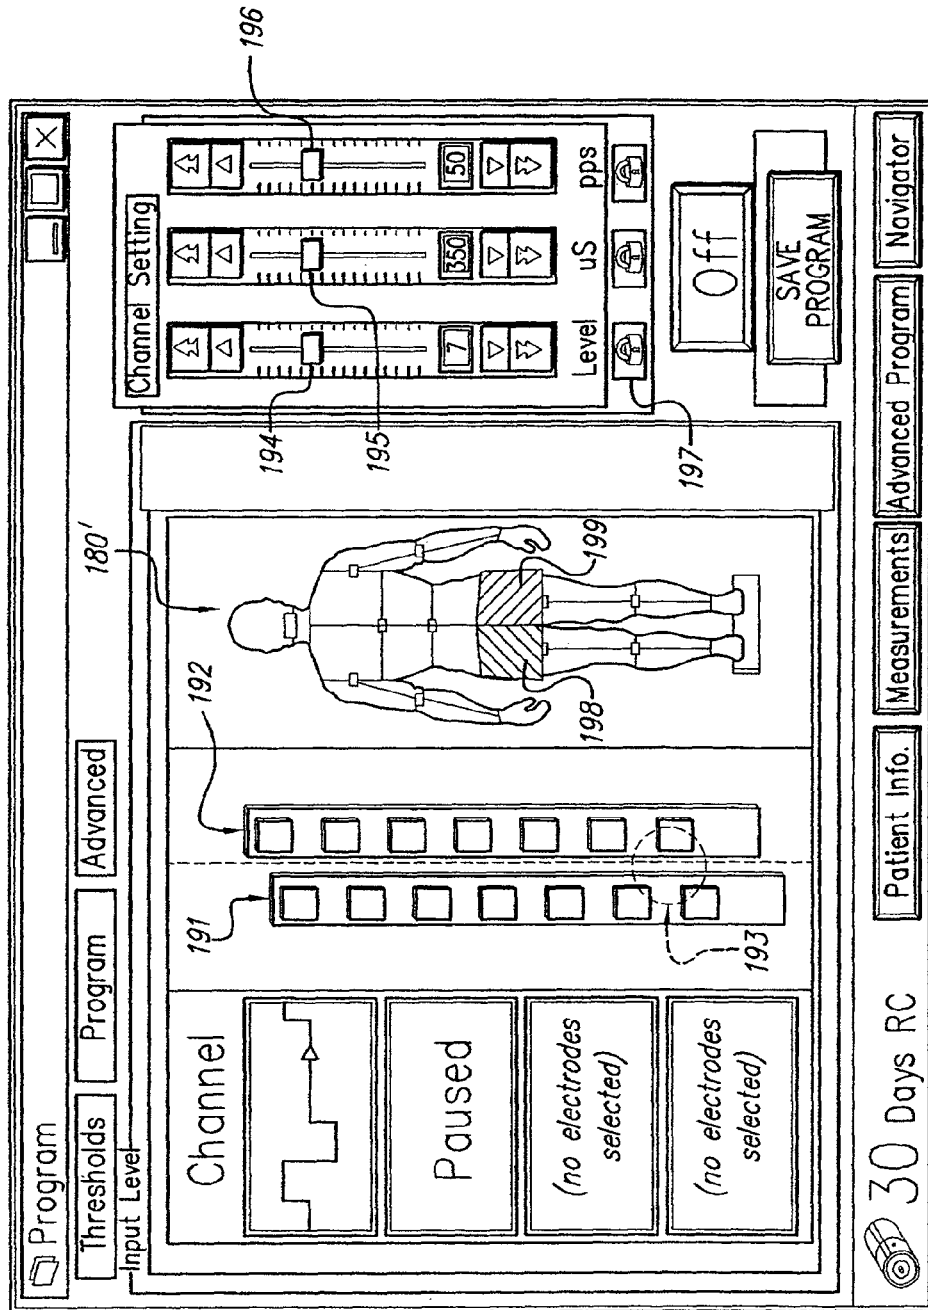 Program
Thresholds
Program
Advanced
Input Level
Channel
Paused
(no electrodes
selected)
(no electrodes
selected)
191
192
193
180'
198
199
Channel Setting
194
195
196
7
350
50
Level
uS
pps
197
Off
SAVE
PROGRAM
30 Days RC
Patient Info.
Measurements
Advanced Program
Navigator